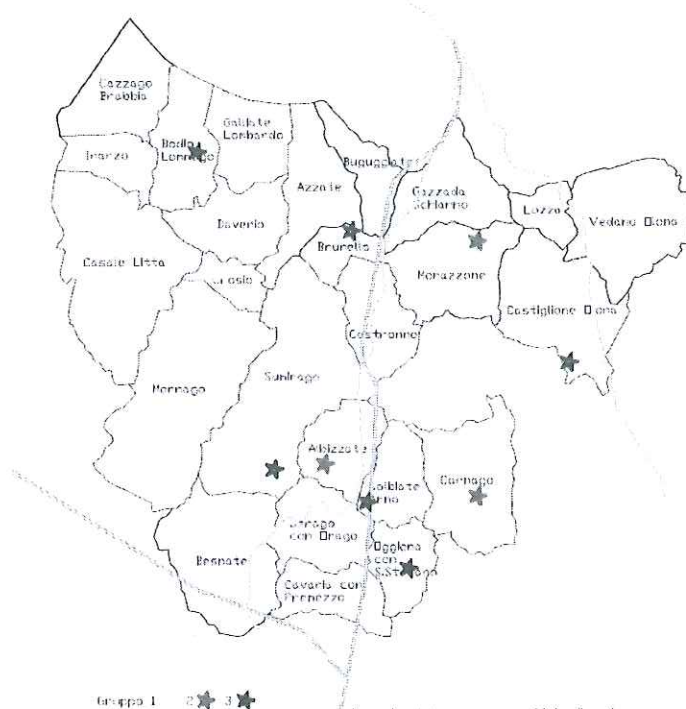 Cazzago
Brabbia
Galdate
Lombardo
Inarzo
Bodio
Lomnago
Buguggiate
Azzate
Gazzada
Schianno
Lozza
Vedano Olona
Daverio
Brunello
Morazzone
Casale Litta
Crosio
Castronno
Castiglione Olona
Mornago
Sumirago
Albizzate
Carnago
Solbiate
Arno
con Orago
Oggiona
con
S.Stefano
Besnate
Cavaria con
Premezzo
Gruppo 1 2 3